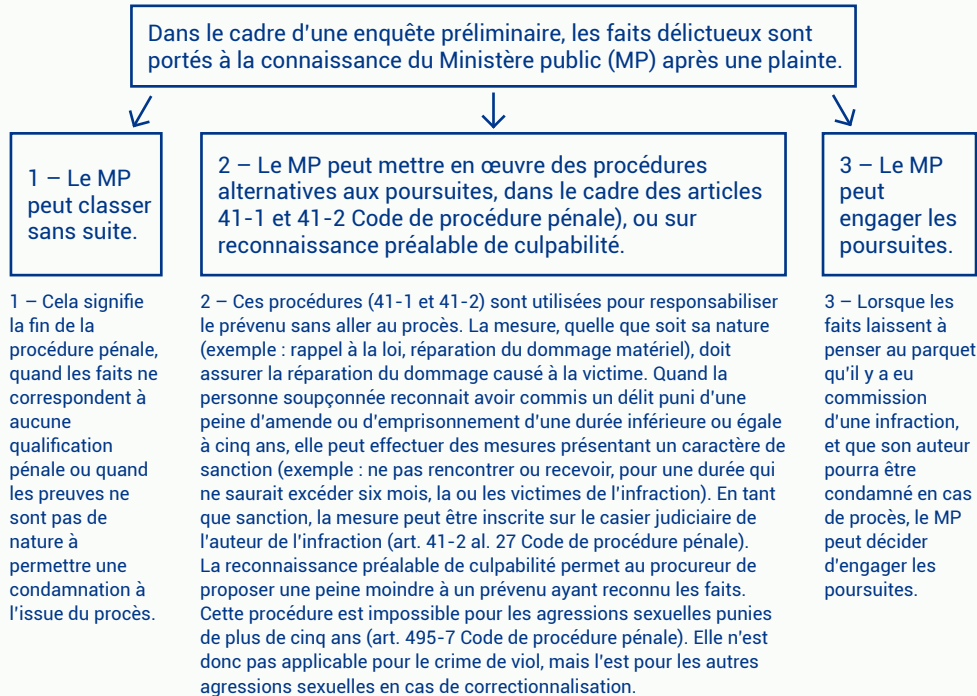 Dans le cadre d'une enquête préliminaire, les faits délictueux sont
portés à la connaissance du Ministère public (MP) après une plainte.
1 – Le MP
peut classer
sans suite.
2 – Le MP peut mettre en œuvre des procédures
alternatives aux poursuites, dans le cadre des articles
41-1 et 41-2 Code de procédure pénale), ou sur
reconnaissance préalable de culpabilité.
3 – Le MP
peut
engager les
poursuites.
1 – Cela signifie
la fin de la
procédure pénale,
quand les faits ne
correspondent à
aucune
qualification
pénale ou quand
les preuves ne
sont pas de
nature à
permettre une
condamnation à
l'issue du procès.
2 – Ces procédures (41-1 et 41-2) sont utilisées pour responsabiliser
le prévenu sans aller au procès. La mesure, quelle que soit sa nature
(exemple : rappel à la loi, réparation du dommage matériel), doit
assurer la réparation du dommage causé à la victime. Quand la
personne soupçonnée reconnait avoir commis un délit puni d'une
peine d'amende ou d'emprisonnement d'une durée inférieure ou égale
à cinq ans, elle peut effectuer des mesures présentant un caractère de
sanction (exemple : ne pas rencontrer ou recevoir, pour une durée qui
ne saurait excéder six mois, la ou les victimes de l'infraction). En tant
que sanction, la mesure peut être inscrite sur le casier judiciaire de
l'auteur de l'infraction (art. 41-2 al. 27 Code de procédure pénale).
La reconnaissance préalable de culpabilité permet au procureur de
proposer une peine moindre à un prévenu ayant reconnu les faits.
Cette procédure est impossible pour les agressions sexuelles punies
de plus de cinq ans (art. 495-7 Code de procédure pénale). Elle n'est
donc pas applicable pour le crime de viol, mais l'est pour les autres
agressions sexuelles en cas de correctionnalisation.
3 – Lorsque les
faits laissent à
penser au parquet
qu'il y a eu
commission
d'une infraction,
et que son auteur
pourra être
condamné en cas
de procès, le MP
peut décider
d'engager les
poursuites.